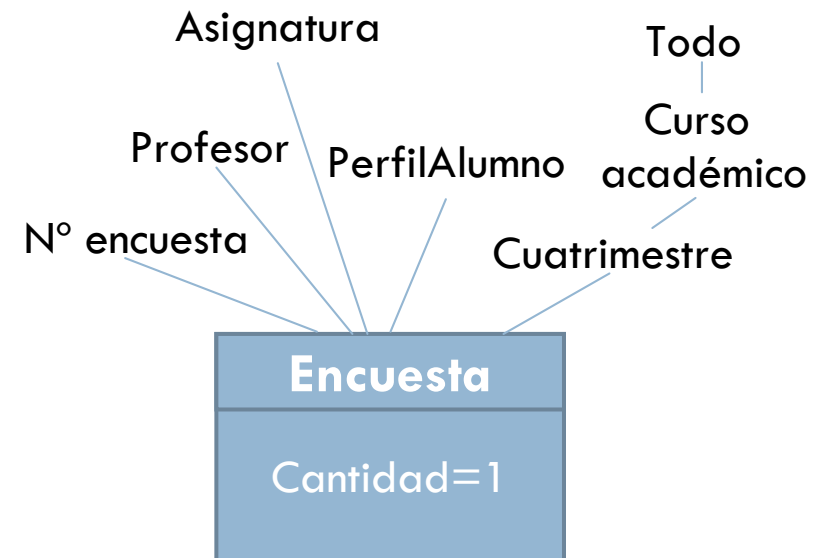 Asignatura
Todo
Curso
académico
Profesor
PerfilAlumno
Nº encuesta
Cuatrimestre
Encuesta
Cantidad=1